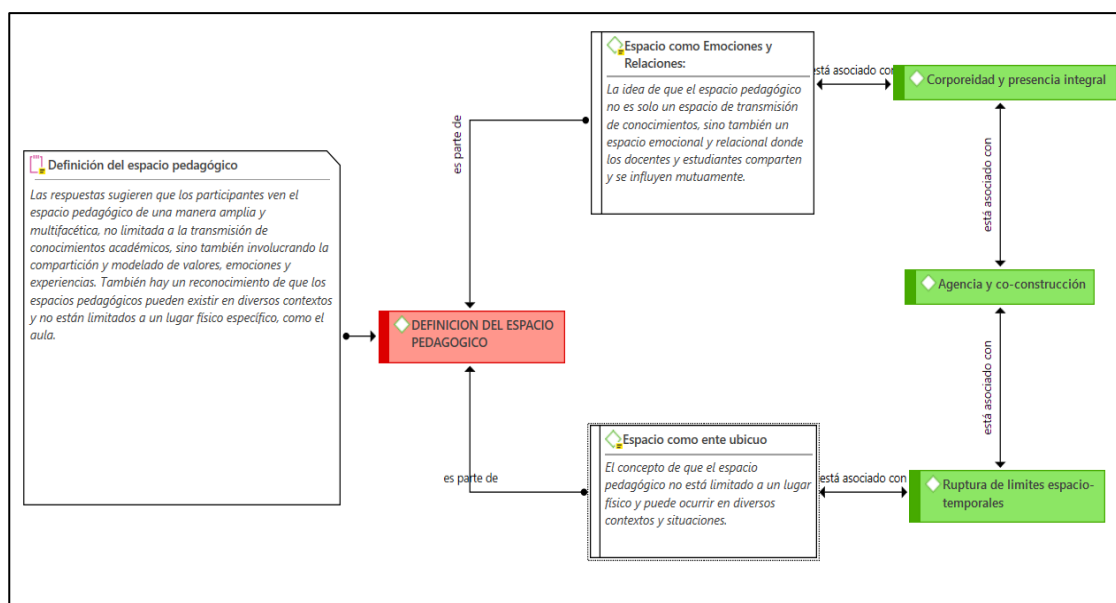 Definición del espacio pedagógico
Las respuestas sugieren que los participantes ven el
espacio pedagógico de una manera amplia y
multifacética, no limitada a la transmisión de
conocimientos académicos, sino también involucrando la
compartición y modelado de valores, emociones y
experiencias. También hay un reconocimiento de que los
espacios pedagógicos pueden existir en diversos contextos
y no están limitados a un lugar físico específico, como el
aula.
es parte de
es parte de
DEFINICION DEL ESPACIO
PEDAGOGICO
Espacio como Emociones y
Relaciones:
La idea de que el espacio pedagógico
no es solo un espacio de transmisión
de conocimientos, sino también un
espacio emocional y relacional donde
los docentes y estudiantes comparten
y se influyen mutuamente.
Espacio como ente ubicuo
El concepto de que el espacio
pedagógico no está limitado a un lugar
físico y puede ocurrir en diversos
contextos y situaciones.
está asociado con
está asociado con
Corporeidad y presencia integral
está asociado con
Agencia y co-construcción
está asociado con
Ruptura de limites espacio-
temporales